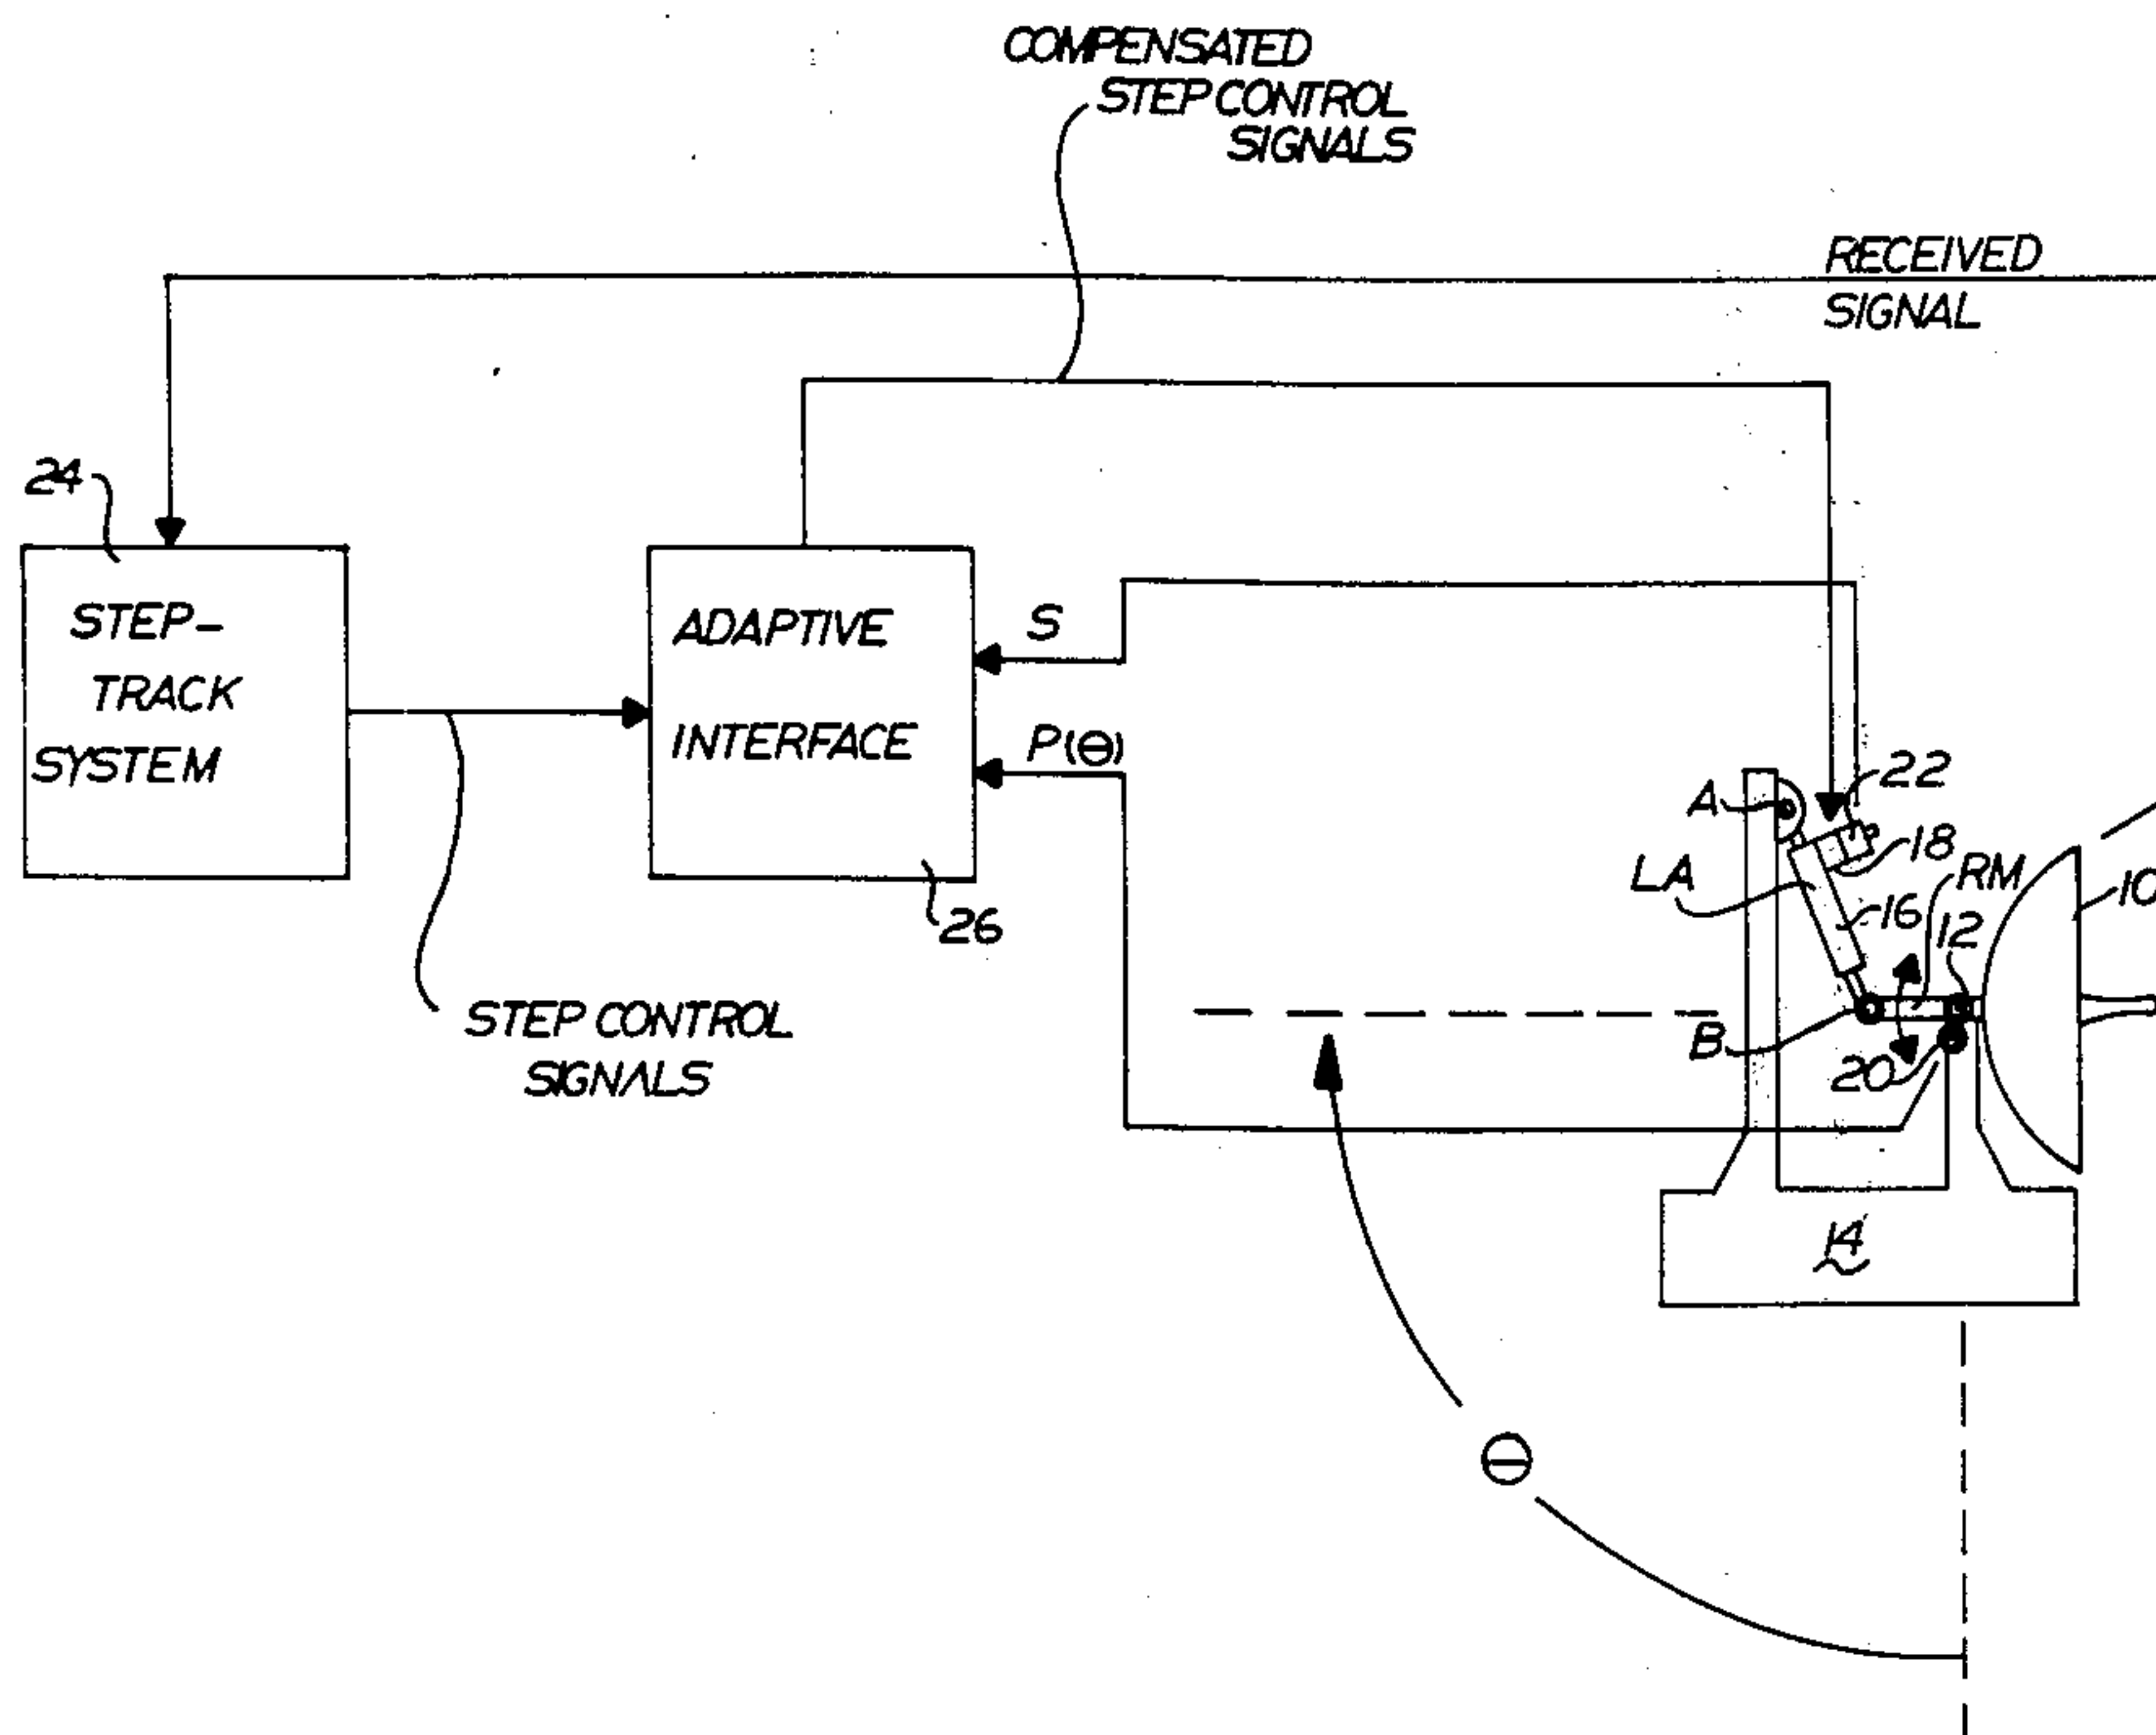 COMPENSATED
STEP CONTROL
SIGNALS
RECEIVED
SIGNAL
24
STEP-
TRACK
SYSTEM
ADAPTIVE
INTERFACE
26
S
P(Θ)
STEP CONTROL
SIGNALS
A
22
LA
18
RM
16
12
10
B
20
14
Θ